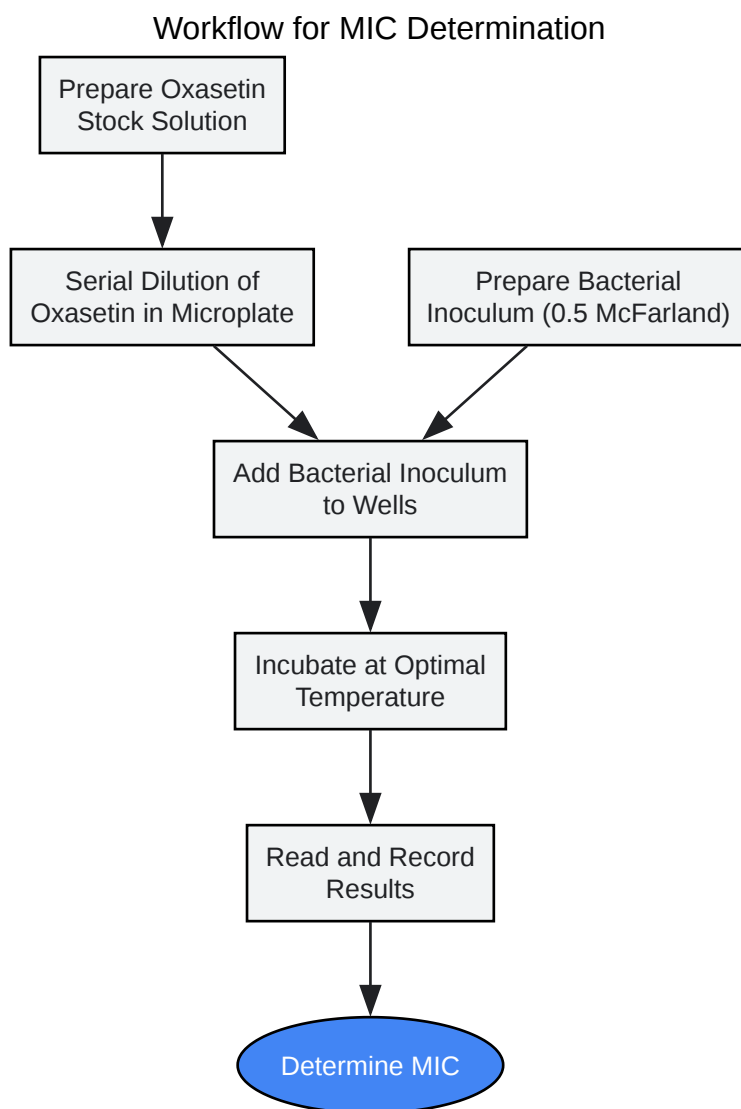 Workflow for MIC Determination
Prepare Oxasetin
Stock Solution
Serial Dilution of
Oxasetin in Microplate
Prepare Bacterial
Inoculum (0.5 McFarland)
Add Bacterial Inoculum
to Wells
Incubate at Optimal
Temperature
Read and Record
Results
Determine MIC